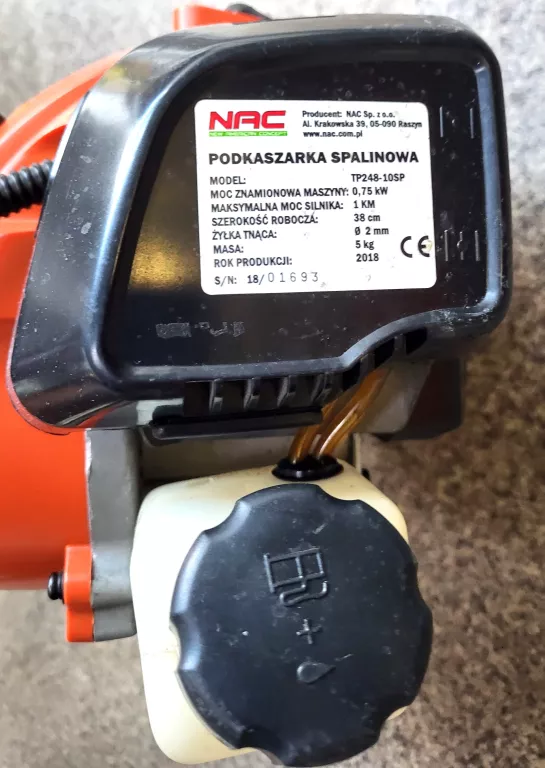 NAC
NEW AMERICAN CONCEPT
Producent: NAC Sp. z o.o.
Al. Krakowska 39, 05-090 Raszyn
www.nac.com.pl
PODKASZARKA SPALINOWA
MODEL: TP248-10SP
MOC ZNAMIONOWA MASZYNY: 0,75 kW
MAKSYMALNA MOC SILNIKA: 1 KM
SZEROKOŚĆ ROBOCZA: 38 cm
ŻYŁKA TNĄCA: Ø 2 mm
MASA: 5 kg
ROK PRODUKCJI: 2018
S/N: 18/01693
CE
+